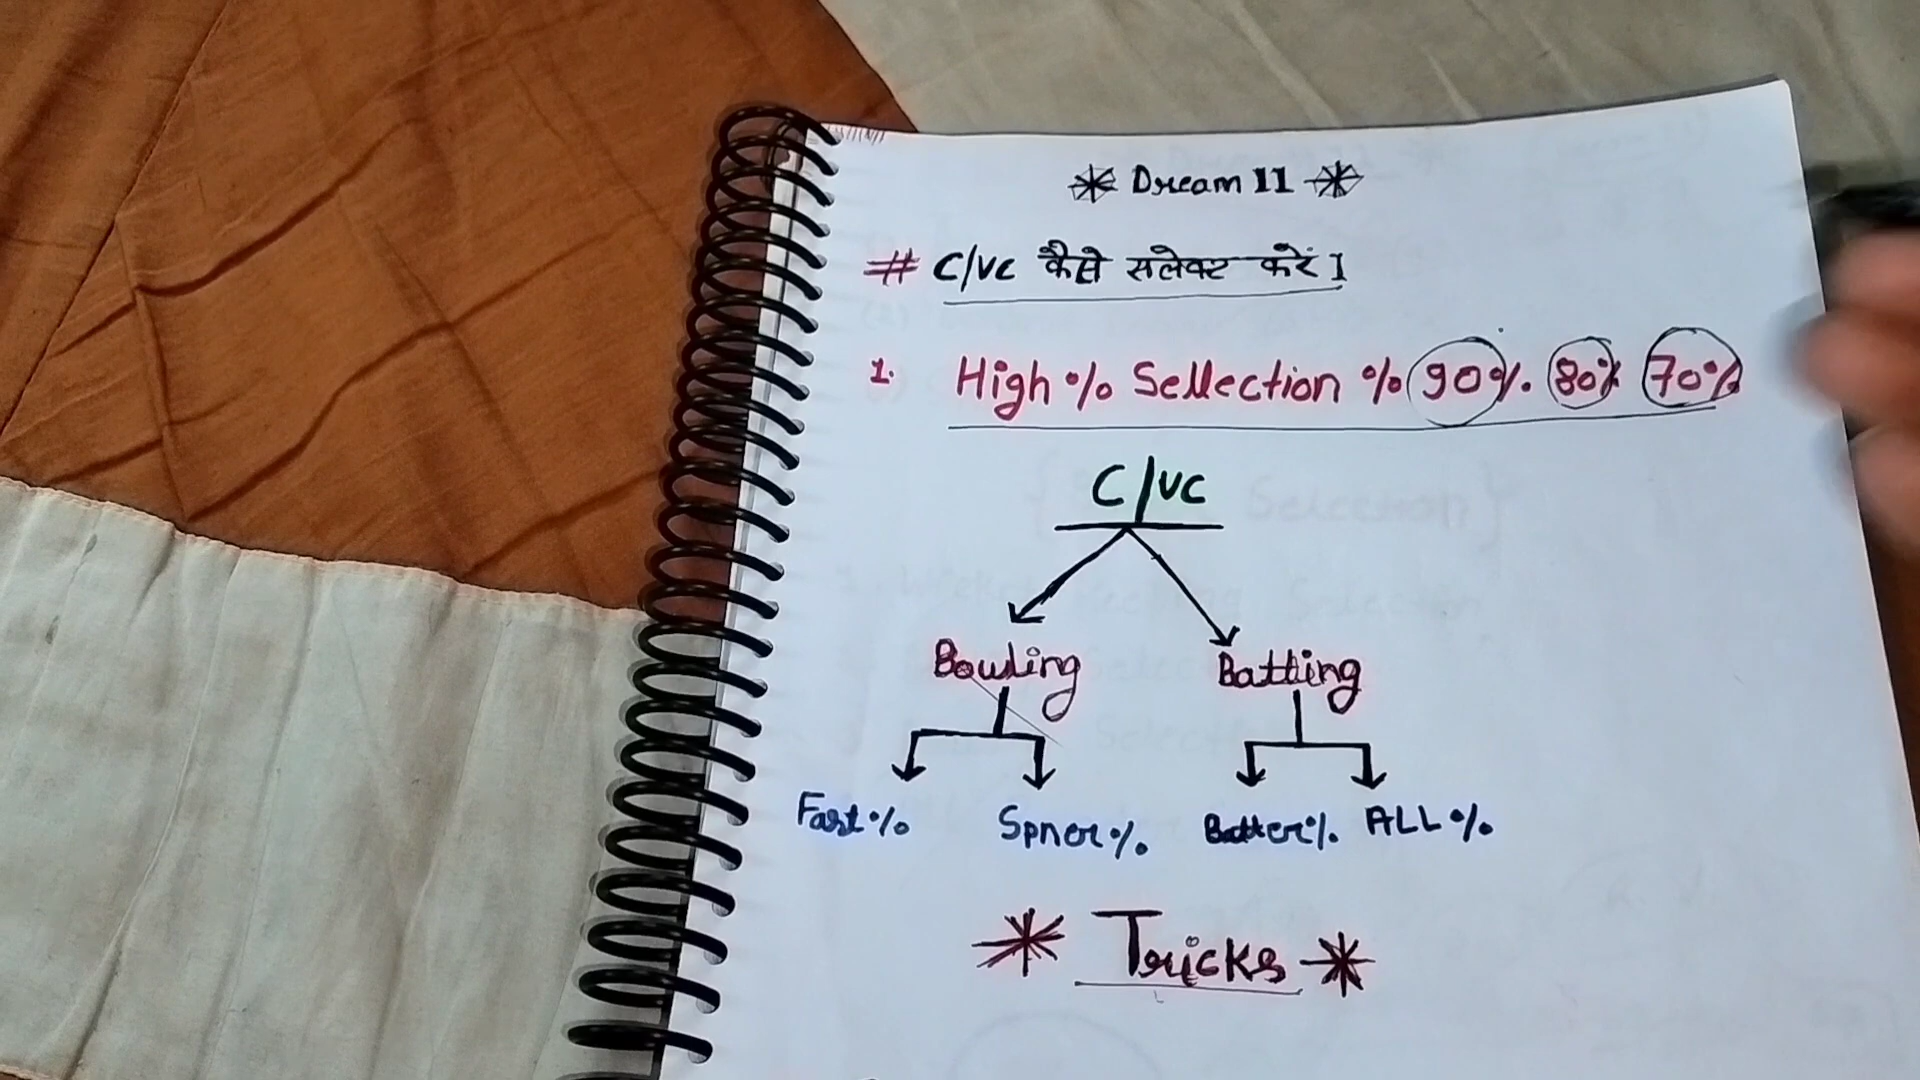 * Dream 11 *
# C/VC कैसे सलेक्ट करें I
1. High % Sellection % 90% 80% 70%
C/VC
Bowling Batting
Fast % Spner % Batter % ALL %
* Tricks *